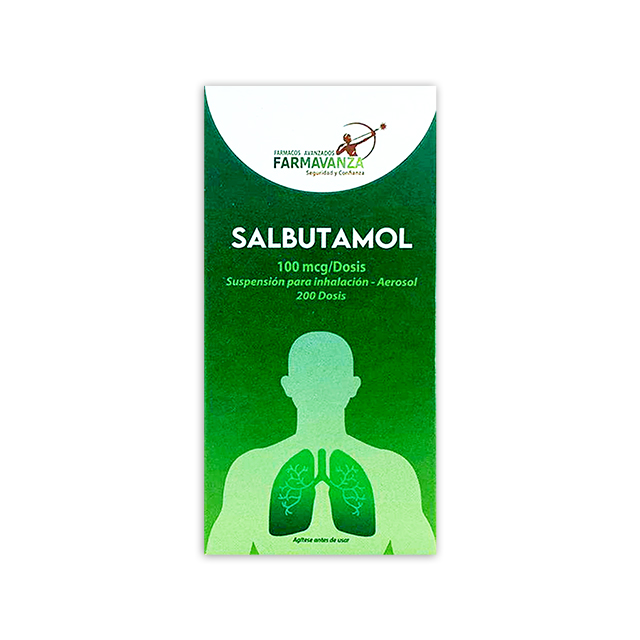 FARMACOS AVANZADOS
FARMAVANZA
Seguridad y Confianza
SALBUTAMOL
100 mcg/Dosis
Suspensión para inhalación - Aerosol
200 Dosis
Agítese antes de usar